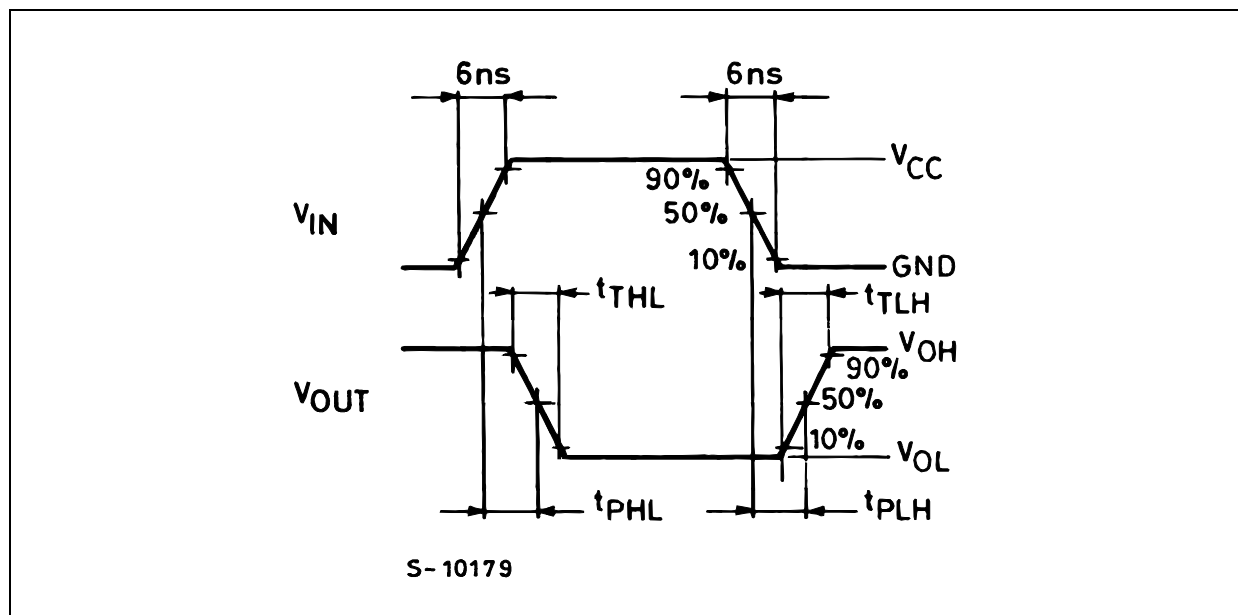 6ns 6ns
VCC
90%
VIN 50%
10%
GND
tTHL tTLH
VOH
90%
VOUT 50%
10%
VOL
tPHL tPLH
S-10179